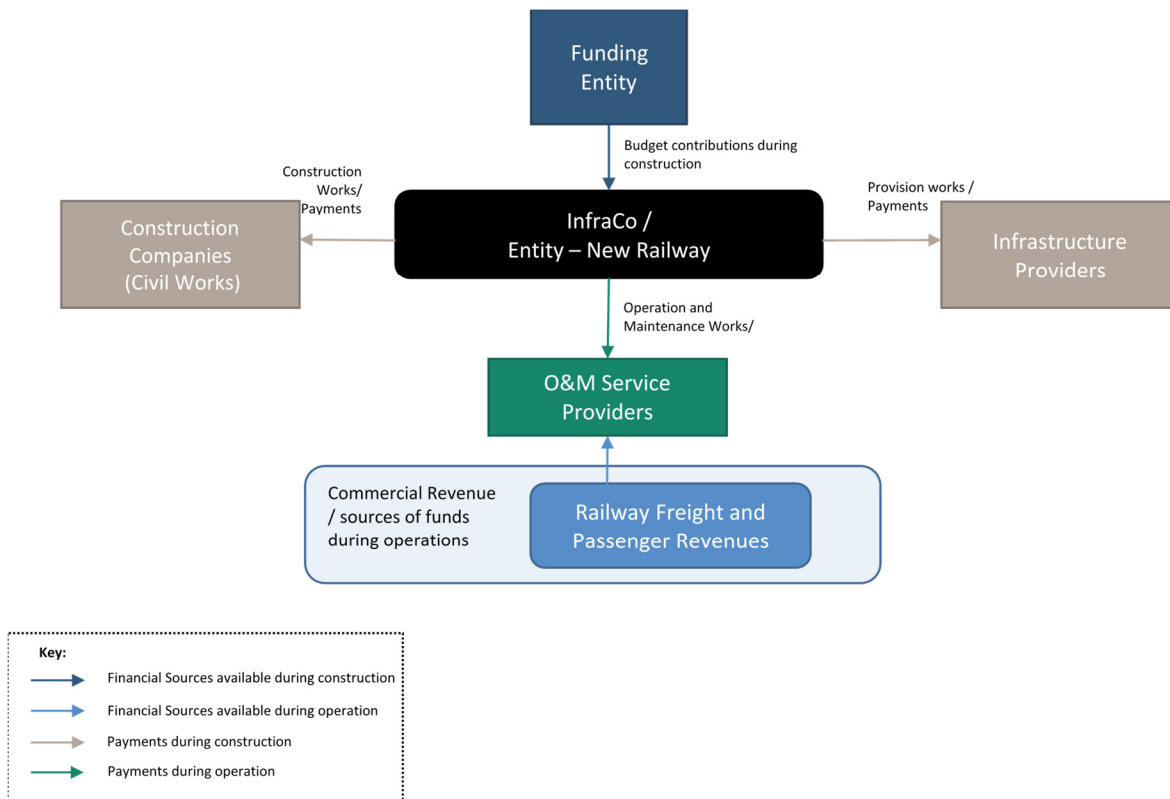 Funding
Entity
Budget contributions during
construction
Construction
Works/
Payments
Provision works /
Payments
Construction
Companies
(Civil Works)
InfraCo /
Entity – New Railway
Infrastructure
Providers
Operation and
Maintenance Works/
O&M Service
Providers
Commercial Revenue
/ sources of funds
during operations
Railway Freight and
Passenger Revenues
Key:
Financial Sources available during construction
Financial Sources available during operation
Payments during construction
Payments during operation